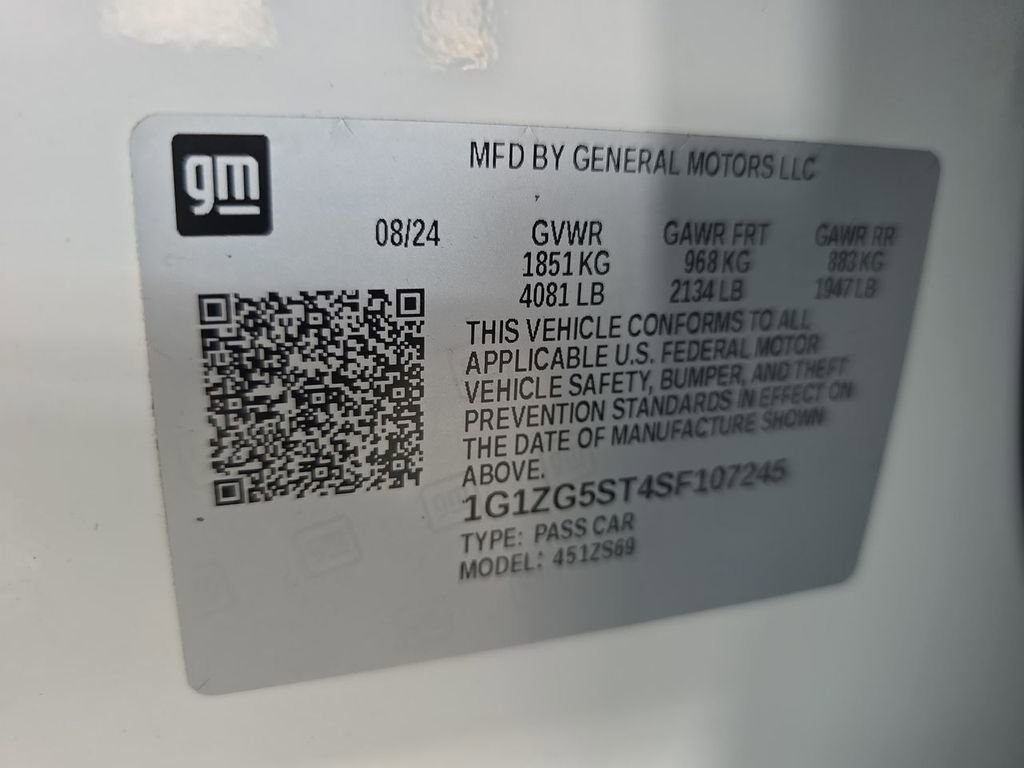 gm
MFD BY GENERAL MOTORS LLC
08/24 GVWR GAWR FRT GAWR RR
1851 KG 968 KG 883 KG
4081 LB 2134 LB 1947 LB
THIS VEHICLE CONFORMS TO ALL
APPLICABLE U.S. FEDERAL MOTOR
VEHICLE SAFETY, BUMPER, AND THEFT
PREVENTION STANDARDS IN EFFECT ON
THE DATE OF MANUFACTURE SHOWN
ABOVE.
1G1ZG5ST4SF107245
TYPE: PASS CAR
MODEL: 451ZS69